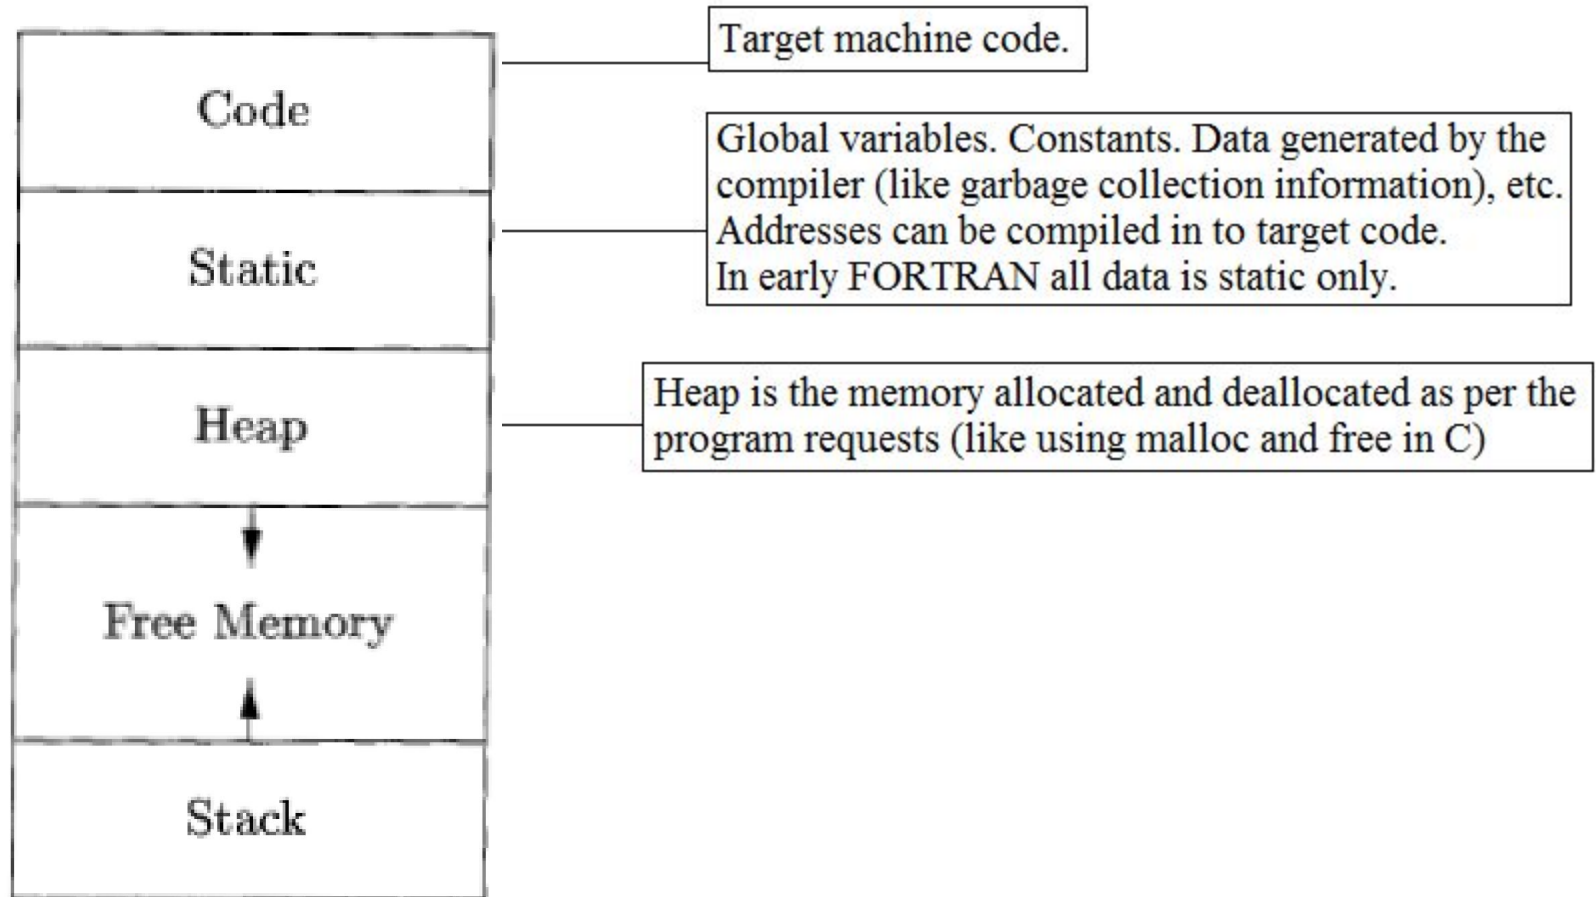 Code
Target machine code.
Static
Global variables. Constants. Data generated by the
compiler (like garbage collection information), etc.
Addresses can be compiled in to target code.
In early FORTRAN all data is static only.
Heap
Heap is the memory allocated and deallocated as per the
program requests (like using malloc and free in C)
Free Memory
Stack